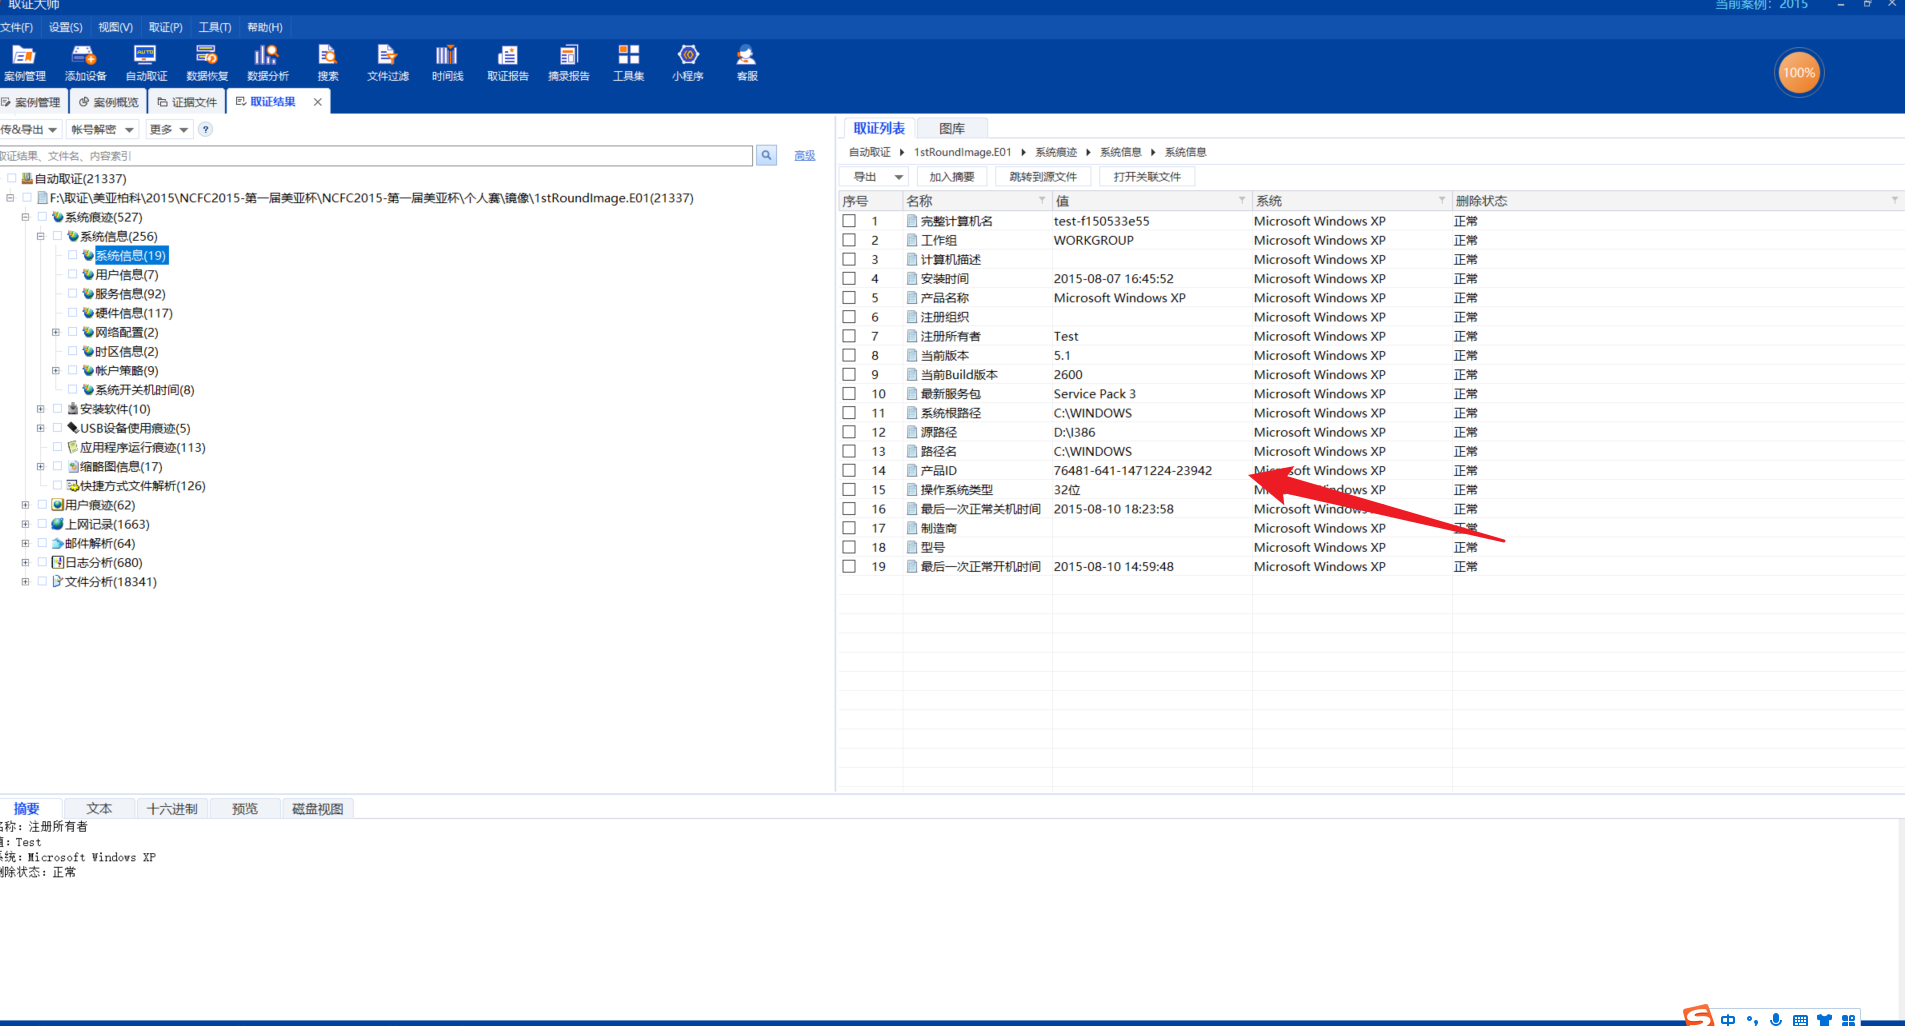 取证大师
当前案例：2015
文件(F) 设置(S) 视图(V) 取证(P) 工具(T) 帮助(H)
案例管理 添加设备 自动取证 数据恢复 数据分析 搜索 文件过滤 时间线 取证报告 摘录报告 工具集 小程序 客服
100%
案例管理 案例概览 证据文件 取证结果
传&导出 帐号解密 更多 ?
取证结果、文件名、内容索引 高级
自动取证(21337)
F:\取证\美亚柏科\2015\NCFC2015-第一届美亚杯\NCFC2015-第一届美亚杯\个人赛\镜像\1stRoundImage.E01(21337)
系统痕迹(527)
系统信息(256)
系统信息(19)
用户信息(7)
服务信息(92)
硬件信息(117)
网络配置(2)
时区信息(2)
帐户策略(9)
系统开关机时间(8)
安装软件(10)
USB设备使用痕迹(5)
应用程序运行痕迹(113)
缩略图信息(17)
快捷方式文件解析(126)
用户痕迹(62)
上网记录(1663)
邮件解析(64)
日志分析(680)
文件分析(18341)
取证列表 图库
自动取证 1stRoundImage.E01 系统痕迹 系统信息 系统信息
导出 加入摘要 跳转到源文件 打开关联文件
序号 名称 值 系统 删除状态
1 完整计算机名 test-f150533e55 Microsoft Windows XP 正常
2 工作组 WORKGROUP Microsoft Windows XP 正常
3 计算机描述 Microsoft Windows XP 正常
4 安装时间 2015-08-07 16:45:52 Microsoft Windows XP 正常
5 产品名称 Microsoft Windows XP Microsoft Windows XP 正常
6 注册组织 Microsoft Windows XP 正常
7 注册所有者 Test Microsoft Windows XP 正常
8 当前版本 5.1 Microsoft Windows XP 正常
9 当前Build版本 2600 Microsoft Windows XP 正常
10 最新服务包 Service Pack 3 Microsoft Windows XP 正常
11 系统根路径 C:\WINDOWS Microsoft Windows XP 正常
12 源路径 D:\I386 Microsoft Windows XP 正常
13 路径名 C:\WINDOWS Microsoft Windows XP 正常
14 产品ID 76481-641-1471224-23942 Microsoft Windows XP 正常
15 操作系统类型 32位 Microsoft Windows XP 正常
16 最后一次正常关机时间 2015-08-10 18:23:58 Microsoft Windows XP 正常
17 制造商 Microsoft Windows XP 正常
18 型号 Microsoft Windows XP 正常
19 最后一次正常开机时间 2015-08-10 14:59:48 Microsoft Windows XP 正常
摘要 文本 十六进制 预览 磁盘视图
名称：注册所有者
值：Test
系统：Microsoft Windows XP
删除状态：正常
中